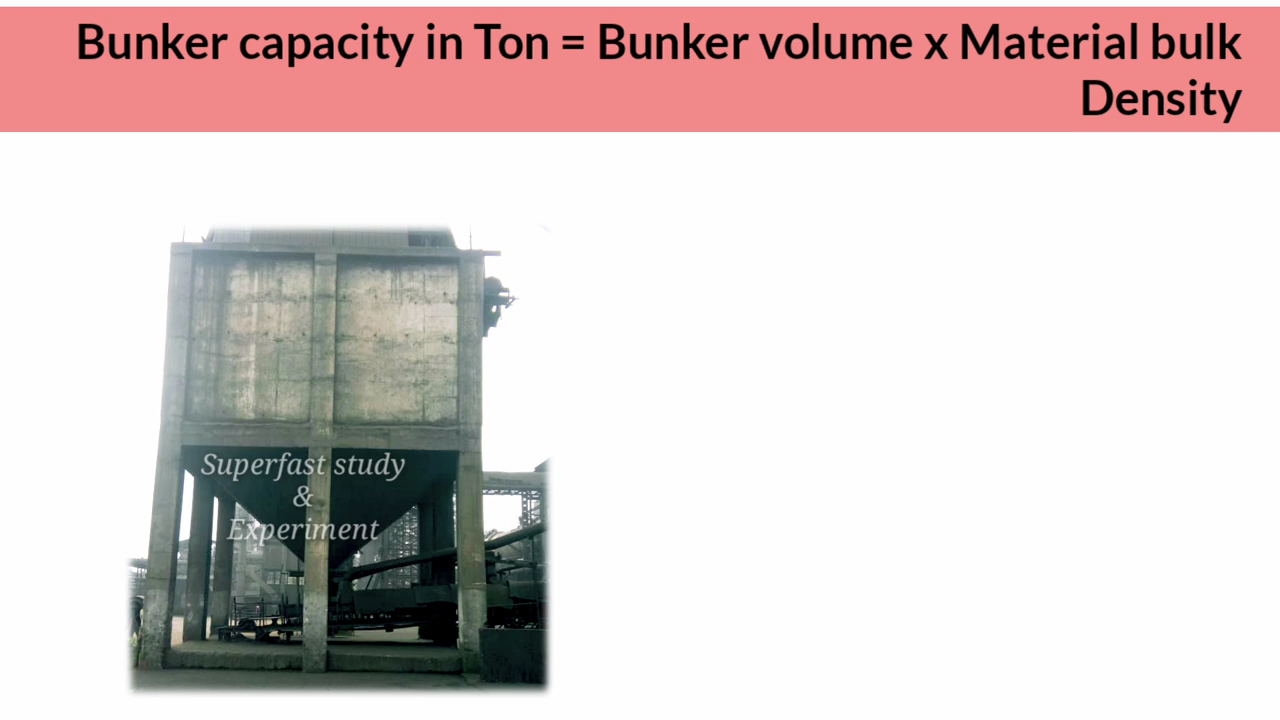 Bunker capacity in Ton = Bunker volume x Material bulk
Density
Superfast study
&
Experiment